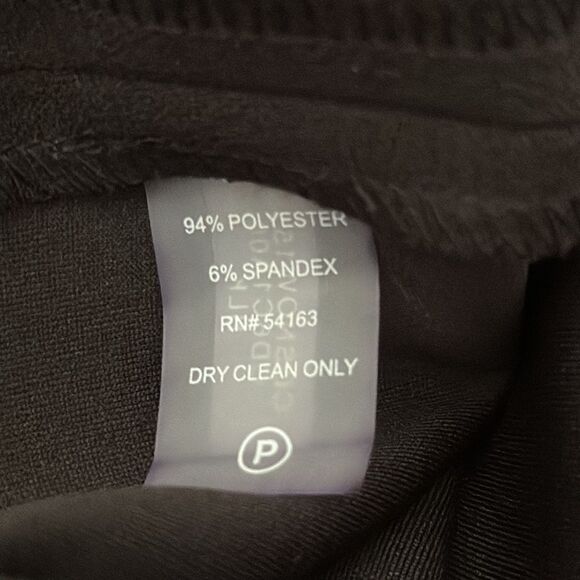 94% POLYESTER
6% SPANDEX
RN# 54163
DRY CLEAN ONLY
P